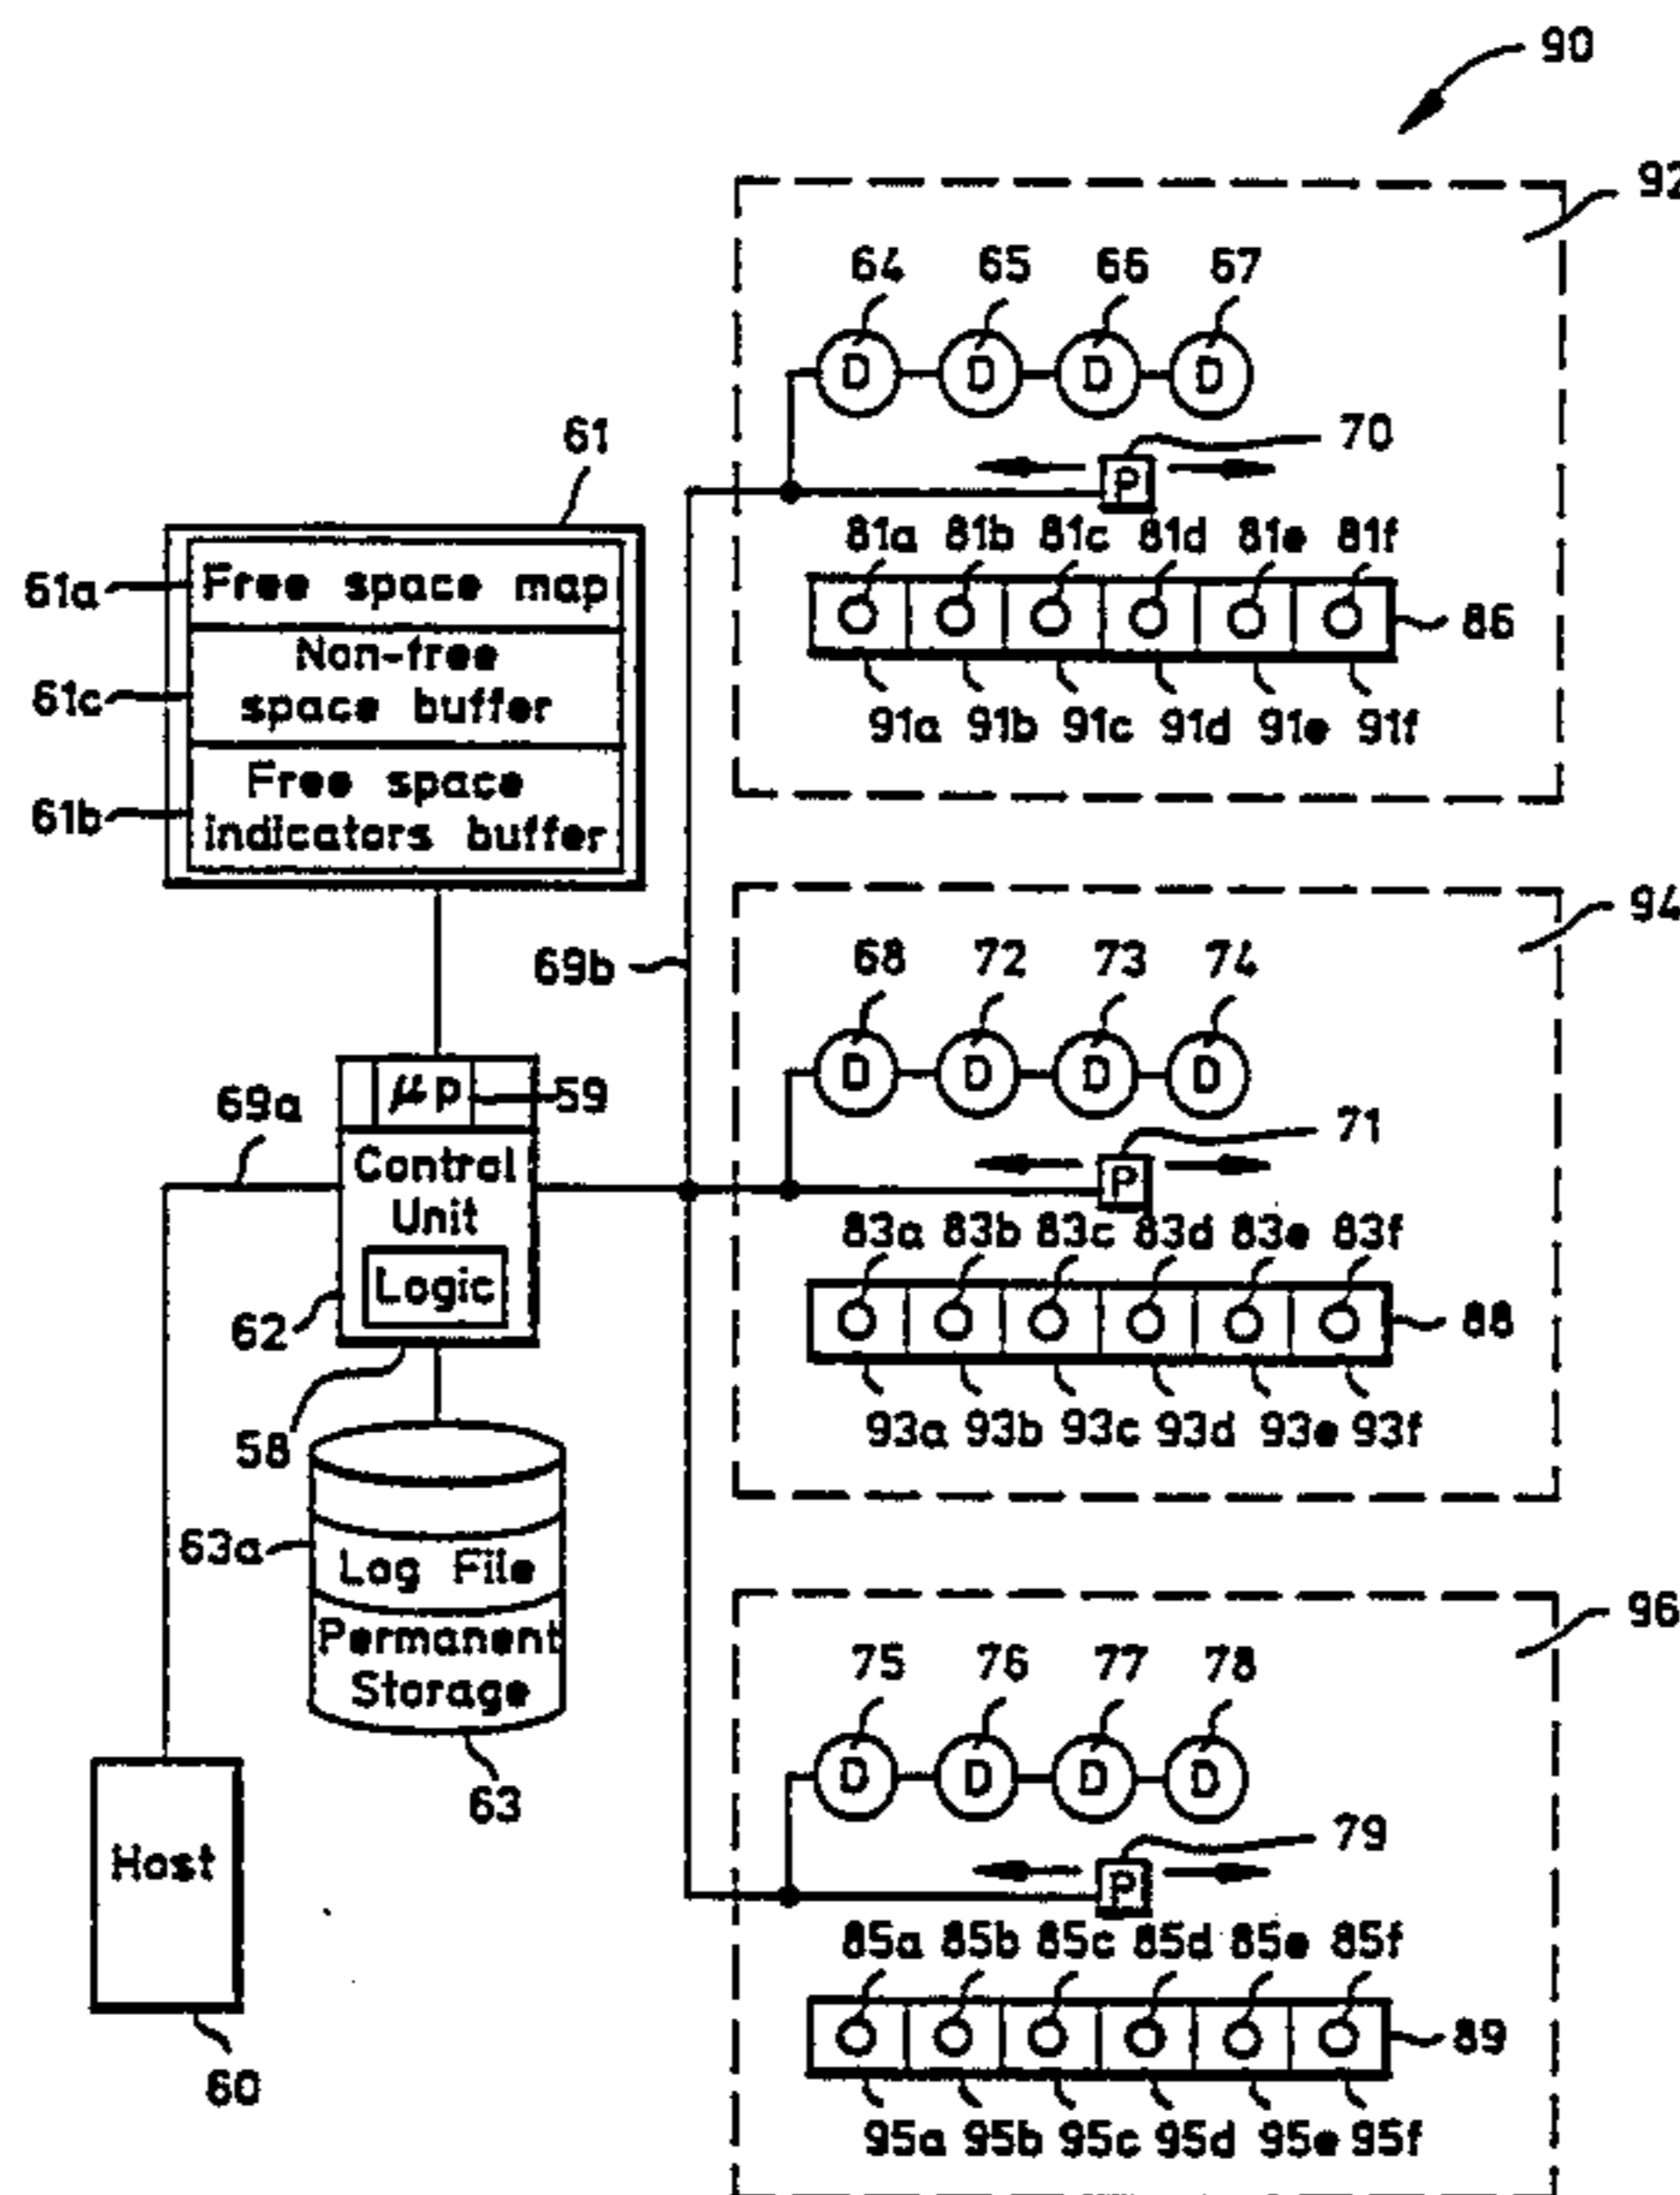 90
92
64 65 66 67
D D D D
70
P
81a 81b 81c 81d 81e 81f
86
91a 91b 91c 91d 91e 91f
61
61a
Free space map
61c
Non-free
space buffer
61b
Free space
indicators buffer
69b
94
68 72 73 74
D D D D
71
P
83a 83b 83c 83d 83e 83f
88
93a 93b 93c 93d 93e 93f
69a
μp
59
Control
Unit
Logic
62
58
63a
Log File
Permanent
Storage
63
Host
60
96
75 76 77 78
D D D D
79
P
85a 85b 85c 85d 85e 85f
89
95a 95b 95c 95d 95e 95f